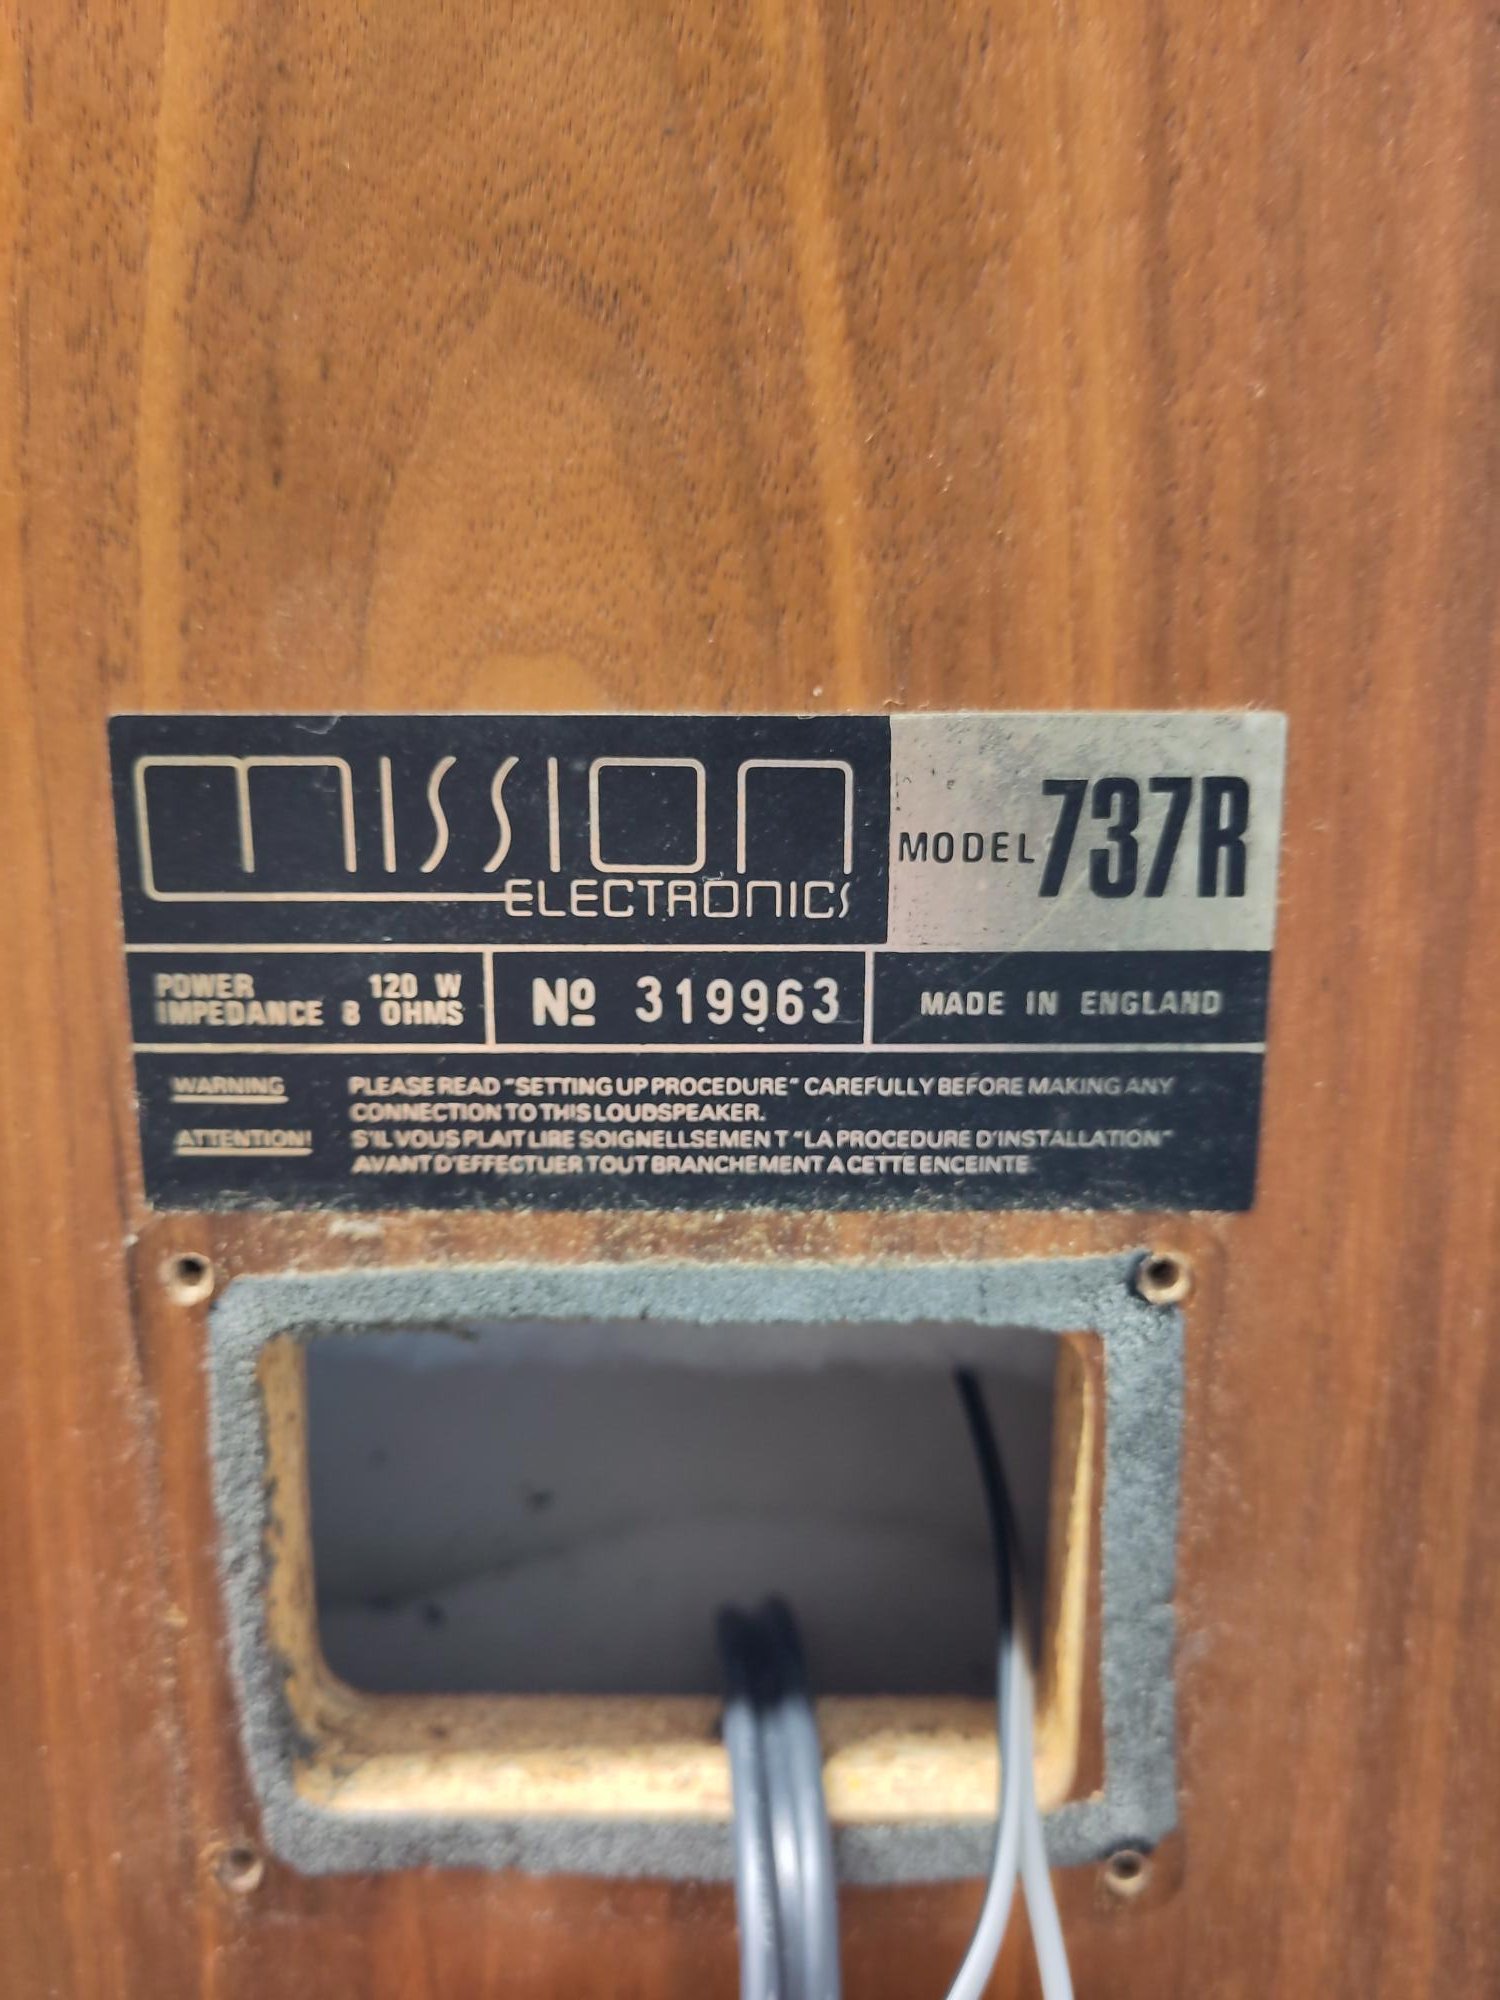 mission
ELECTRONICS
MODEL 737R
POWER 120 W
IMPEDANCE 8 OHMS
Nº 319963
MADE IN ENGLAND
WARNING PLEASE READ "SETTING UP PROCEDURE" CAREFULLY BEFORE MAKING ANY
CONNECTION TO THIS LOUDSPEAKER.
ATTENTION! S'IL VOUS PLAIT LIRE SOIGNELLSEMENT "LA PROCEDURE D'INSTALLATION"
AVANT D'EFFECTUER TOUT BRANCHEMENT A CETTE ENCEINTE